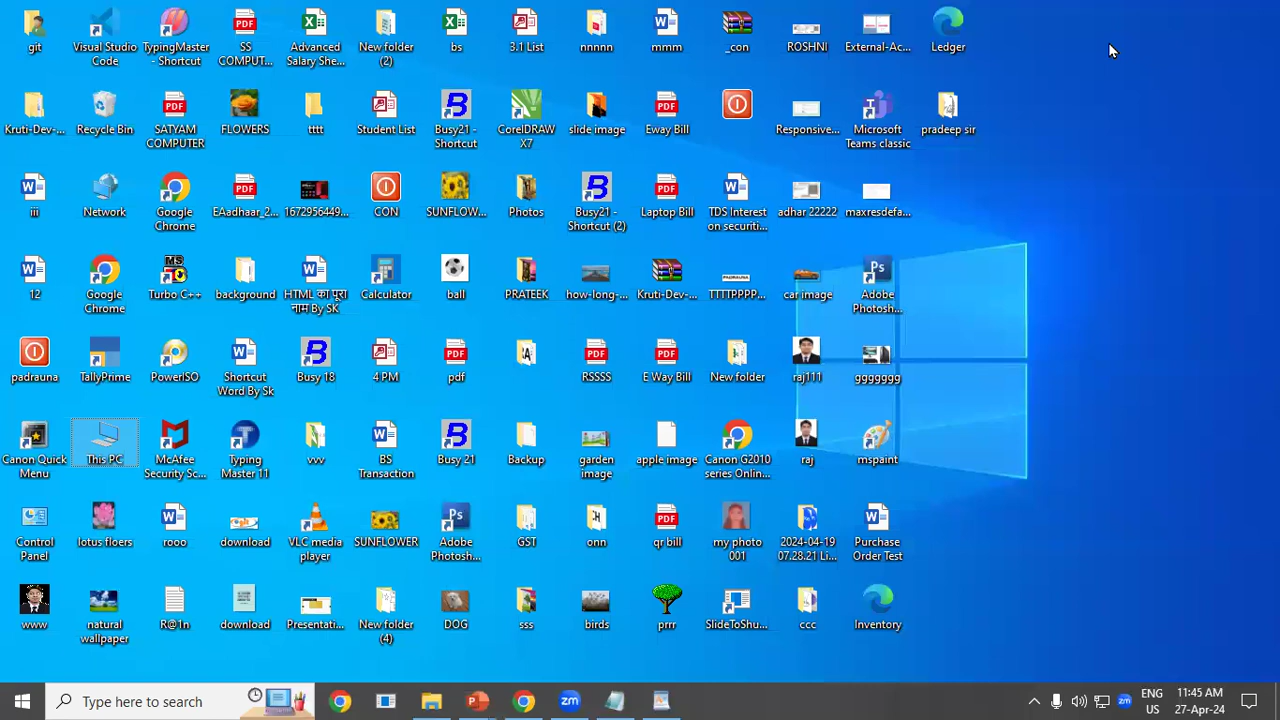 git
Visual Studio
Code
TypingMaster
- Shortcut
SS
COMPUT...
Advanced
Salary She...
New folder
(2)
bs
3.1 List
nnnnn
mmm
_con
ROSHNI
External-Ac...
Ledger
Kruti-Dev-...
Recycle Bin
SATYAM
COMPUTER
FLOWERS
tttt
Student List
Busy21 -
Shortcut
CorelDRAW
X7
slide image
Eway Bill
Responsive...
Microsoft
Teams classic
pradeep sir
iii
Network
Google
Chrome
EAadhaar_2...
1672956449...
CON
SUNFLOW...
Photos
Busy21 -
Shortcut (2)
Laptop Bill
TDS Interest
on securiti...
adhar 22222
maxresdefa...
12
Google
Chrome
Turbo C++
background
HTML का पूरा
नाम By SK
Calculator
ball
PRATEEK
how-long-...
Kruti-Dev-...
TTTTPPPP...
car image
Adobe
Photosh...
padrauna
TallyPrime
PowerISO
Shortcut
Word By Sk
Busy 18
4 PM
pdf
RSSSS
E Way Bill
New folder
raj111
ggggggg
Canon Quick
Menu
This PC
McAfee
Security Sc...
Typing
Master 11
vvv
BS
Transaction
Busy 21
Backup
garden
image
apple image
Canon G2010
series Onlin...
raj
mspaint
Control
Panel
lotus floers
rooo
download
VLC media
player
SUNFLOWER
Adobe
Photosh...
GST
onn
qr bill
my photo
001
2024-04-19
07.28.21 Li...
Purchase
Order Test
www
natural
wallpaper
R@1n
download
Presentati...
New folder
(4)
DOG
sss
birds
prrr
SlideToShu...
ccc
Inventory
Type here to search
zm
zm
ENG
US
11:45 AM
27-Apr-24